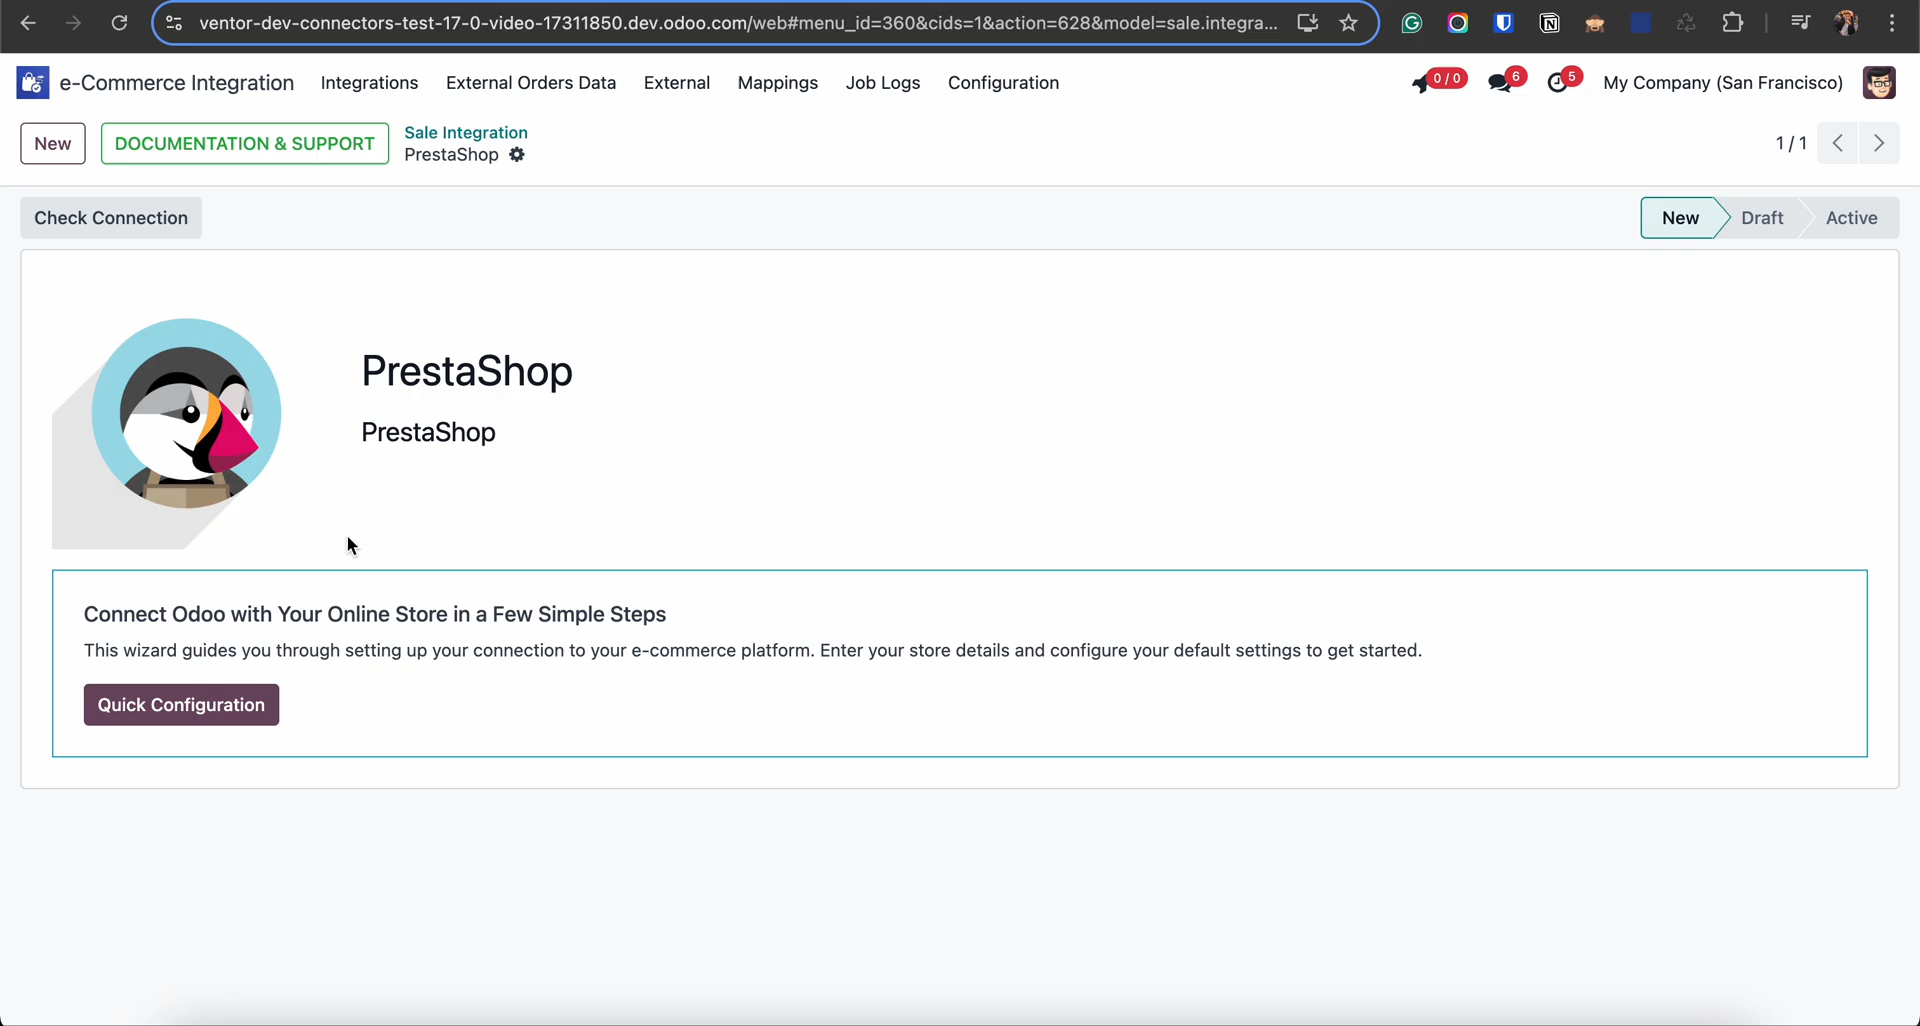 ventor-dev-connectors-test-17-0-video-17311850.dev.odoo.com/web#menu_id=360&cids=1&action=628&model=sale.integra...
e-Commerce Integration Integrations External Orders Data External Mappings Job Logs Configuration 0 / 0 6 5 My Company (San Francisco)
New DOCUMENTATION & SUPPORT Sale Integration
PrestaShop 1 / 1
Check Connection New Draft Active
PrestaShop
PrestaShop
Connect Odoo with Your Online Store in a Few Simple Steps
This wizard guides you through setting up your connection to your e-commerce platform. Enter your store details and configure your default settings to get started.
Quick Configuration